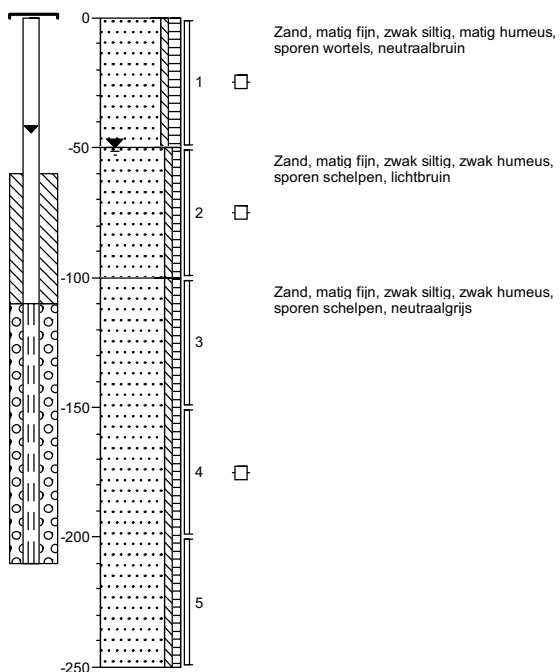 0
Zand, matig fijn, zwak siltig, matig humeus,
sporen wortels, neutraalbruin
1
-50
Zand, matig fijn, zwak siltig, zwak humeus,
sporen schelpen, lichtbruin
2
-100
Zand, matig fijn, zwak siltig, zwak humeus,
sporen schelpen, neutraalgrijs
3
-150
4
-200
5
-250